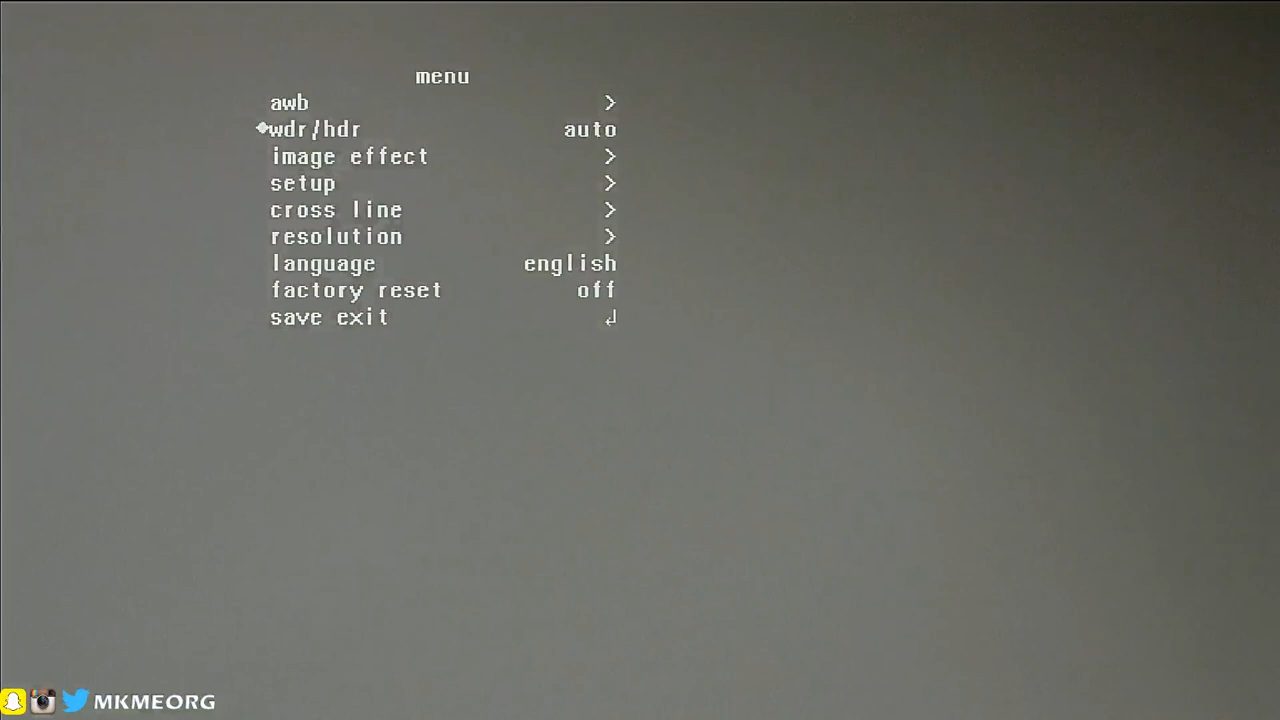 menu
awb >
wdr/hdr auto
image effect >
setup >
cross line >
resolution >
language english
factory reset off
save exit ↲
MKMEORG